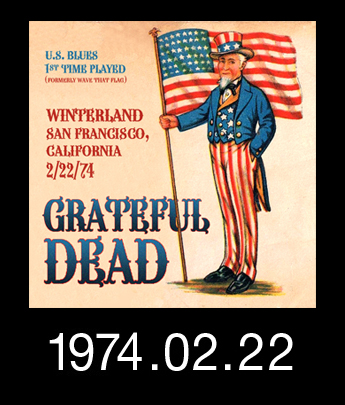 U.S. BLUES
1ST TIME PLAYED
(FORMERLY WAVE THAT FLAG)
WINTERLAND
SAN FRANCISCO,
CALIFORNIA
2/22/74
GRATEFUL
DEAD
1974.02.22